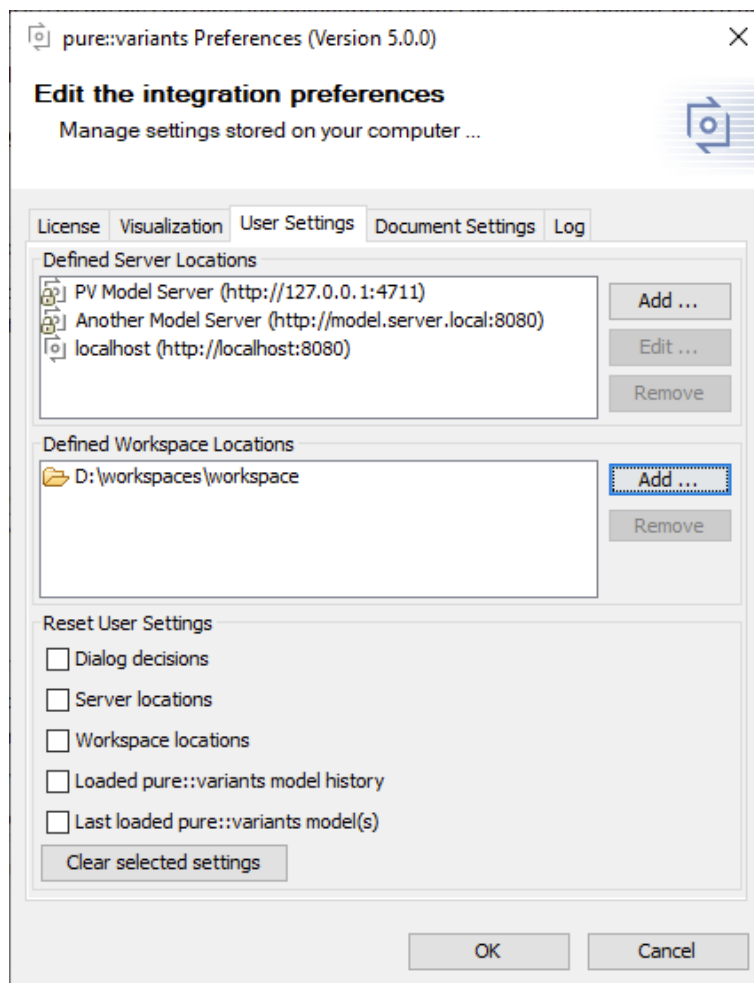 pure::variants Preferences (Version 5.0.0)
Edit the integration preferences
Manage settings stored on your computer ...
License Visualization User Settings Document Settings Log
Defined Server Locations
PV Model Server (http://127.0.0.1:4711)
Another Model Server (http://model.server.local:8080)
localhost (http://localhost:8080)
Add ...
Edit ...
Remove
Defined Workspace Locations
D:\workspaces\workspace
Add ...
Remove
Reset User Settings
Dialog decisions
Server locations
Workspace locations
Loaded pure::variants model history
Last loaded pure::variants model(s)
Clear selected settings
OK Cancel